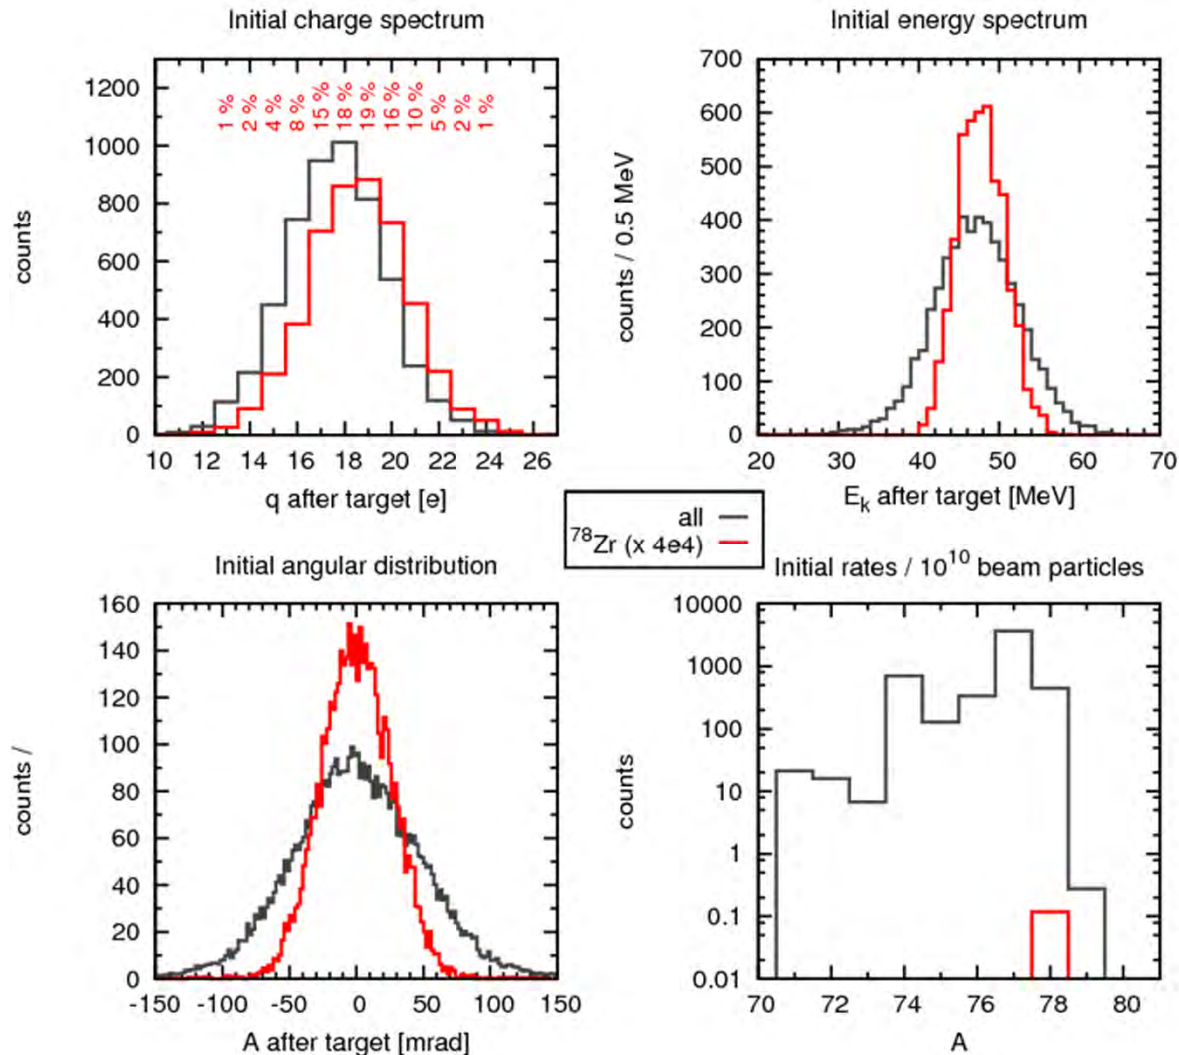 Initial charge spectrum
1200
1000
800
600
400
200
0
counts
1 %
2 %
4 %
8 %
15 %
18 %
19 %
16 %
10 %
5 %
2 %
1 %
10 12 14 16 18 20 22 24 26
q after target [e]
Initial energy spectrum
700
600
500
400
300
200
100
0
counts / 0.5 MeV
20 30 40 50 60 70
E_k after target [MeV]
all
⁷⁸Zr (x 4e4)
Initial angular distribution
160
140
120
100
80
60
40
20
0
counts /
-150 -100 -50 0 50 100 150
A after target [mrad]
Initial rates / 10¹⁰ beam particles
10000
1000
100
10
1
0.1
0.01
counts
70 72 74 76 78 80
A